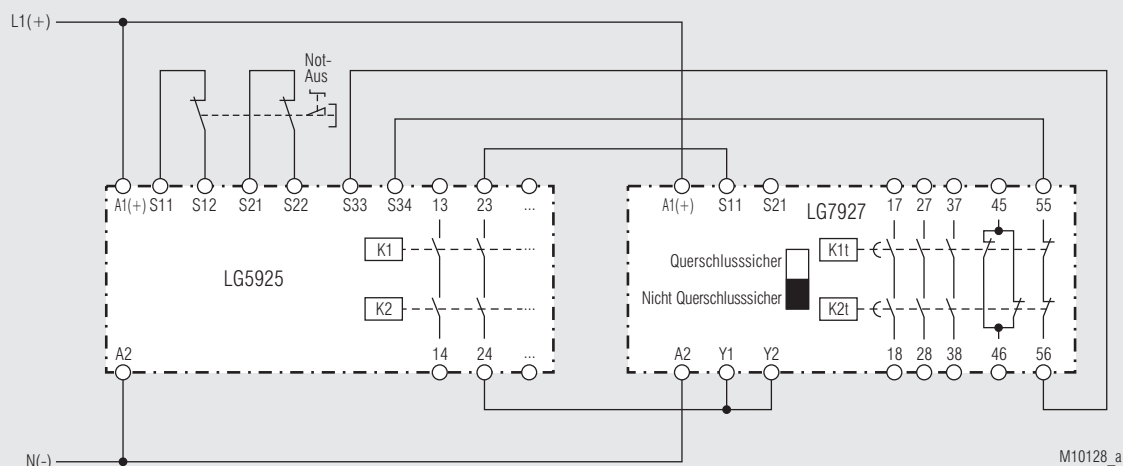 L1(+)
Not-
Aus
A1(+) S11 S12 S21 S22 S33 S34 13 23 ...
A1(+) S11 S21 LG7927 17 27 37 45 55
K1 ...
Querschlusssicher K1t
LG5925
Nicht Querschlusssicher K2t
K2 ...
A2 14 24 ...
A2 Y1 Y2 18 28 38 46 56
N(-)
M10128_a